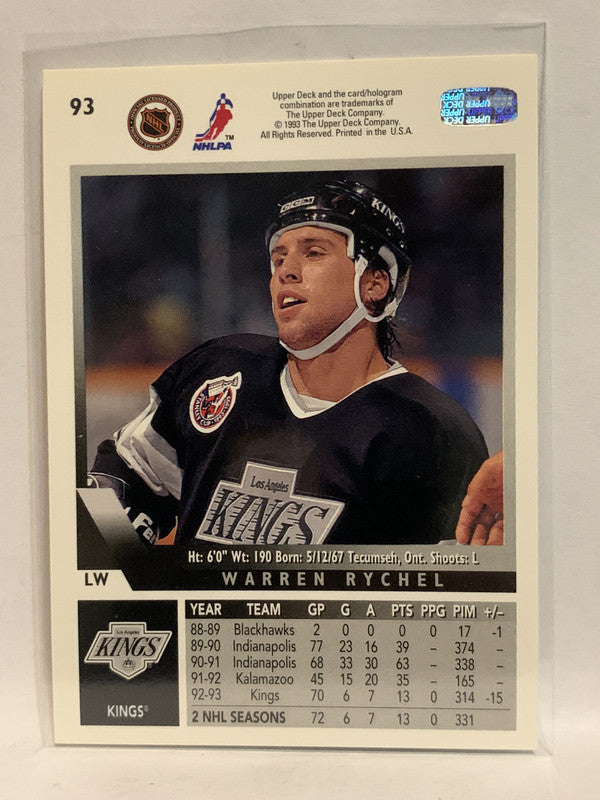 93
NHL
NHLPA
TM
Upper Deck and the card/hologram
combination are trademarks of
The Upper Deck Company.
© 1993 The Upper Deck Company.
All Rights Reserved. Printed in the U.S.A.
UPPER DECK
CCM
KINGS
Los Angeles
KINGS
Ht: 6'0" Wt: 190 Born: 5/12/67 Tecumseh, Ont. Shoots: L
LW
WARREN RYCHEL
Los Angeles
KINGS
KINGS®
YEAR TEAM GP G A PTS PPG PIM +/–
88-89 Blackhawks 2 0 0 0 0 17 -1
89-90 Indianapolis 77 23 16 39 – 374 –
90-91 Indianapolis 68 33 30 63 – 338 –
91-92 Kalamazoo 45 15 20 35 – 165 –
92-93 Kings 70 6 7 13 0 314 -15
2 NHL SEASONS 72 6 7 13 0 331